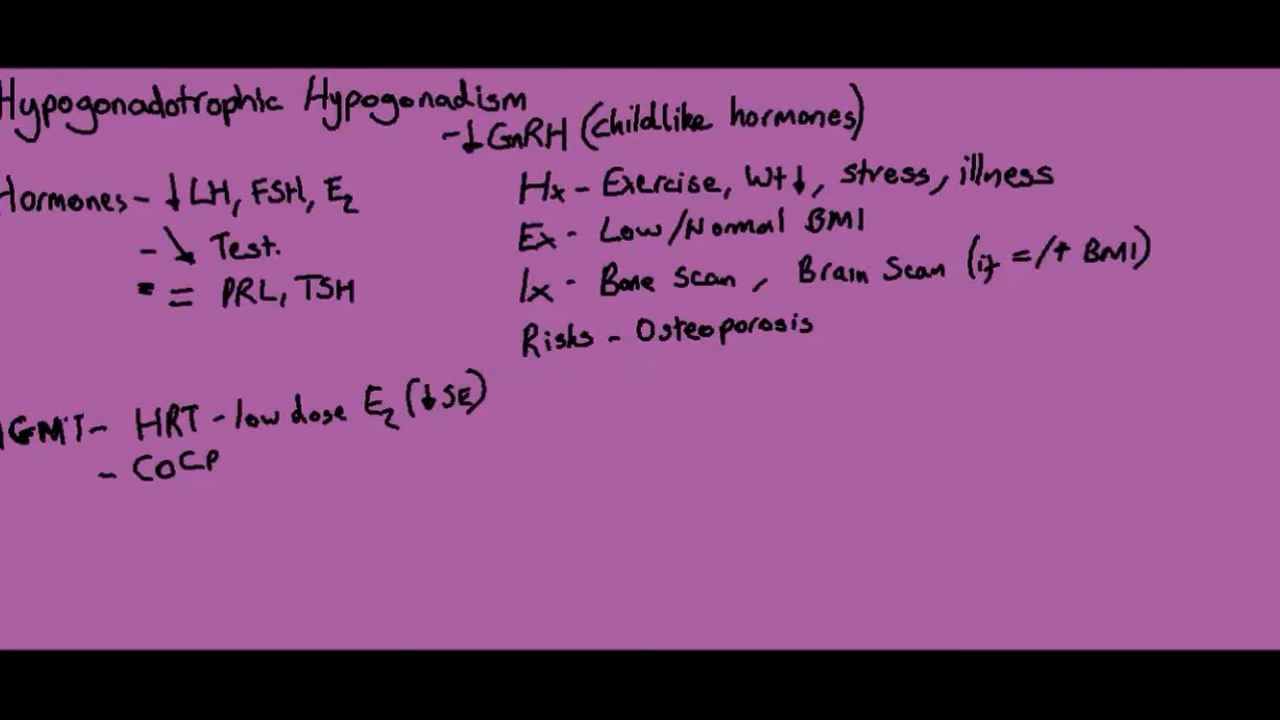 Hypogonadotrophic Hypogonadism
- ↓ GnRH (childlike hormones)
Hormones - ↓ LH, FSH, E₂
- ↘ Test.
- = PRL, TSH
Hx - Exercise, Wt↓, stress, illness
Ex - Low/Normal BMI
Ix - Bone Scan, Brain Scan (if =/↑ BMI)
Risks - Osteoporosis
MGMT - HRT - low dose E₂ (↓ SE)
- COCP